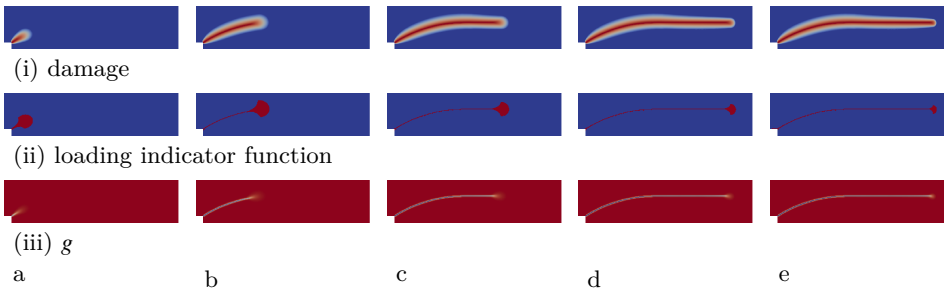 (i) damage
(ii) loading indicator function
(iii) g
a b c d e